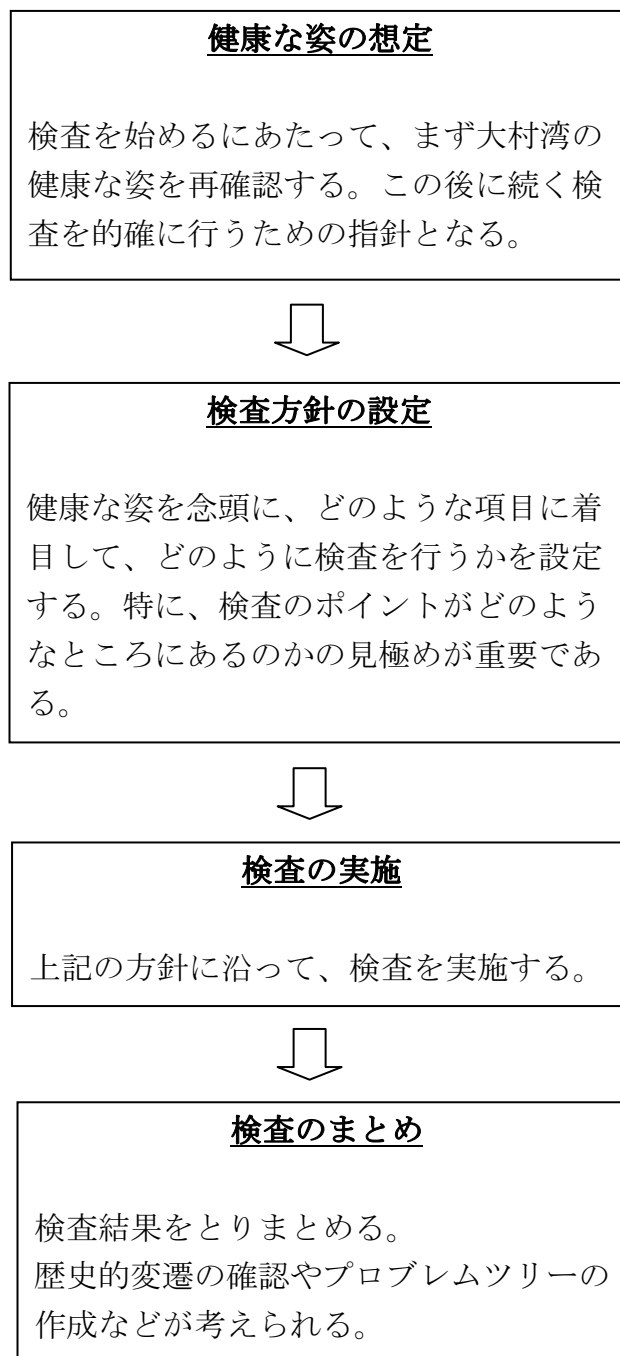 健康な姿の想定
検査を始めるにあたって、まず大村湾の
健康な姿を再確認する。この後に続く検
査を的確に行うための指針となる。
検査方針の設定
健康な姿を念頭に、どのような項目に着
目して、どのように検査を行うかを設定
する。特に、検査のポイントがどのよう
なところにあるのかの見極めが重要であ
る。
検査の実施
上記の方針に沿って、検査を実施する。
検査のまとめ
検査結果をとりまとめる。
歴史的変遷の確認やプロブレムツリーの
作成などが考えられる。